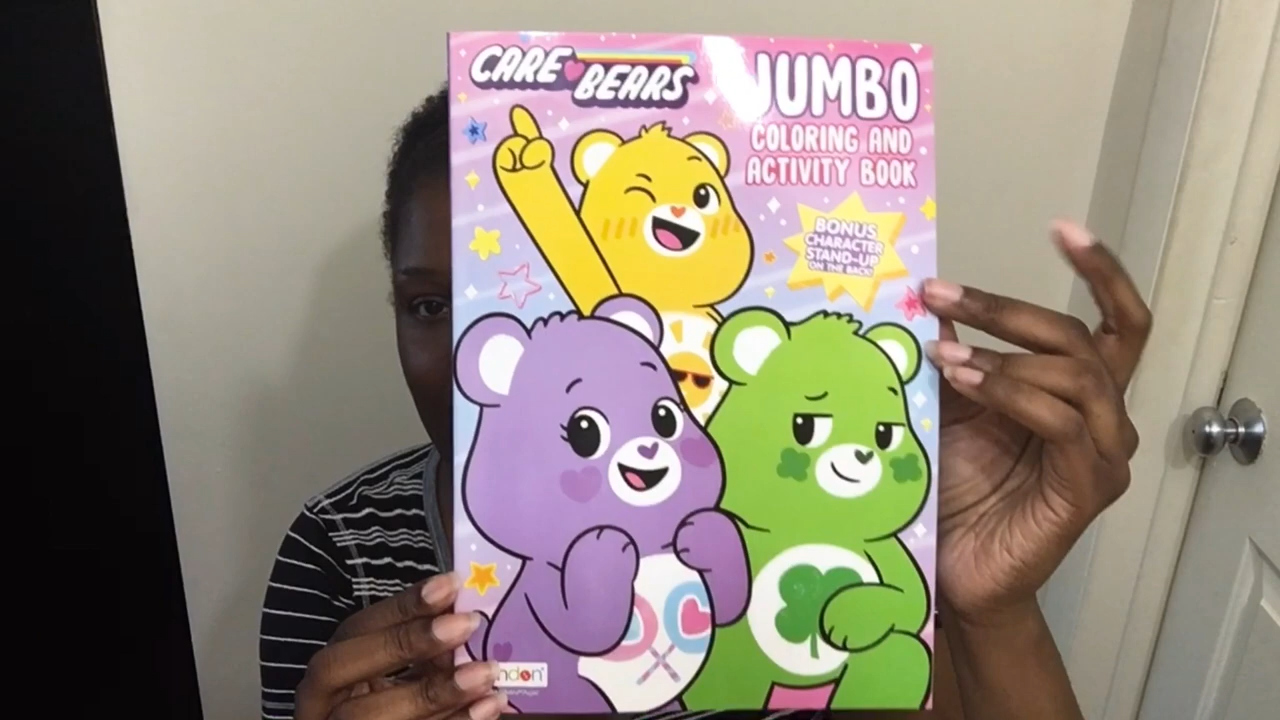 CARE BEARS
JUMBO
COLORING AND
ACTIVITY BOOK
BONUS
CHARACTER
STAND-UP
ON THE BACK!